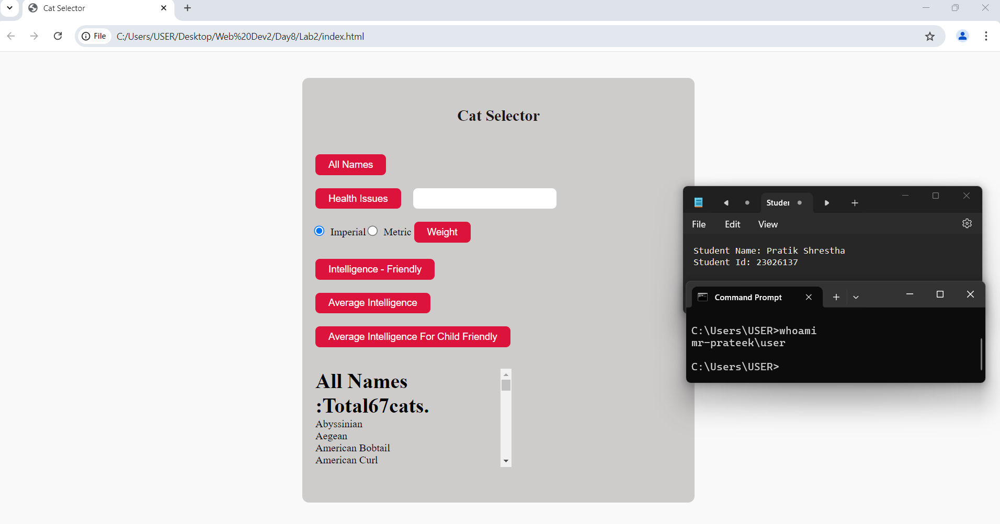 Cat Selector
File C:/Users/USER/Desktop/Web%20Dev2/Day8/Lab2/index.html
Cat Selector
All Names
Health Issues
Imperial Metric Weight
Intelligence - Friendly
Average Intelligence
Average Intelligence For Child Friendly
All Names
:Total67cats.
Abyssinian
Aegean
American Bobtail
American Curl
File Edit View
Student Name: Pratik Shrestha
Student Id: 23026137
Command Prompt
C:\Users\USER>whoami
mr-prateek\user
C:\Users\USER>